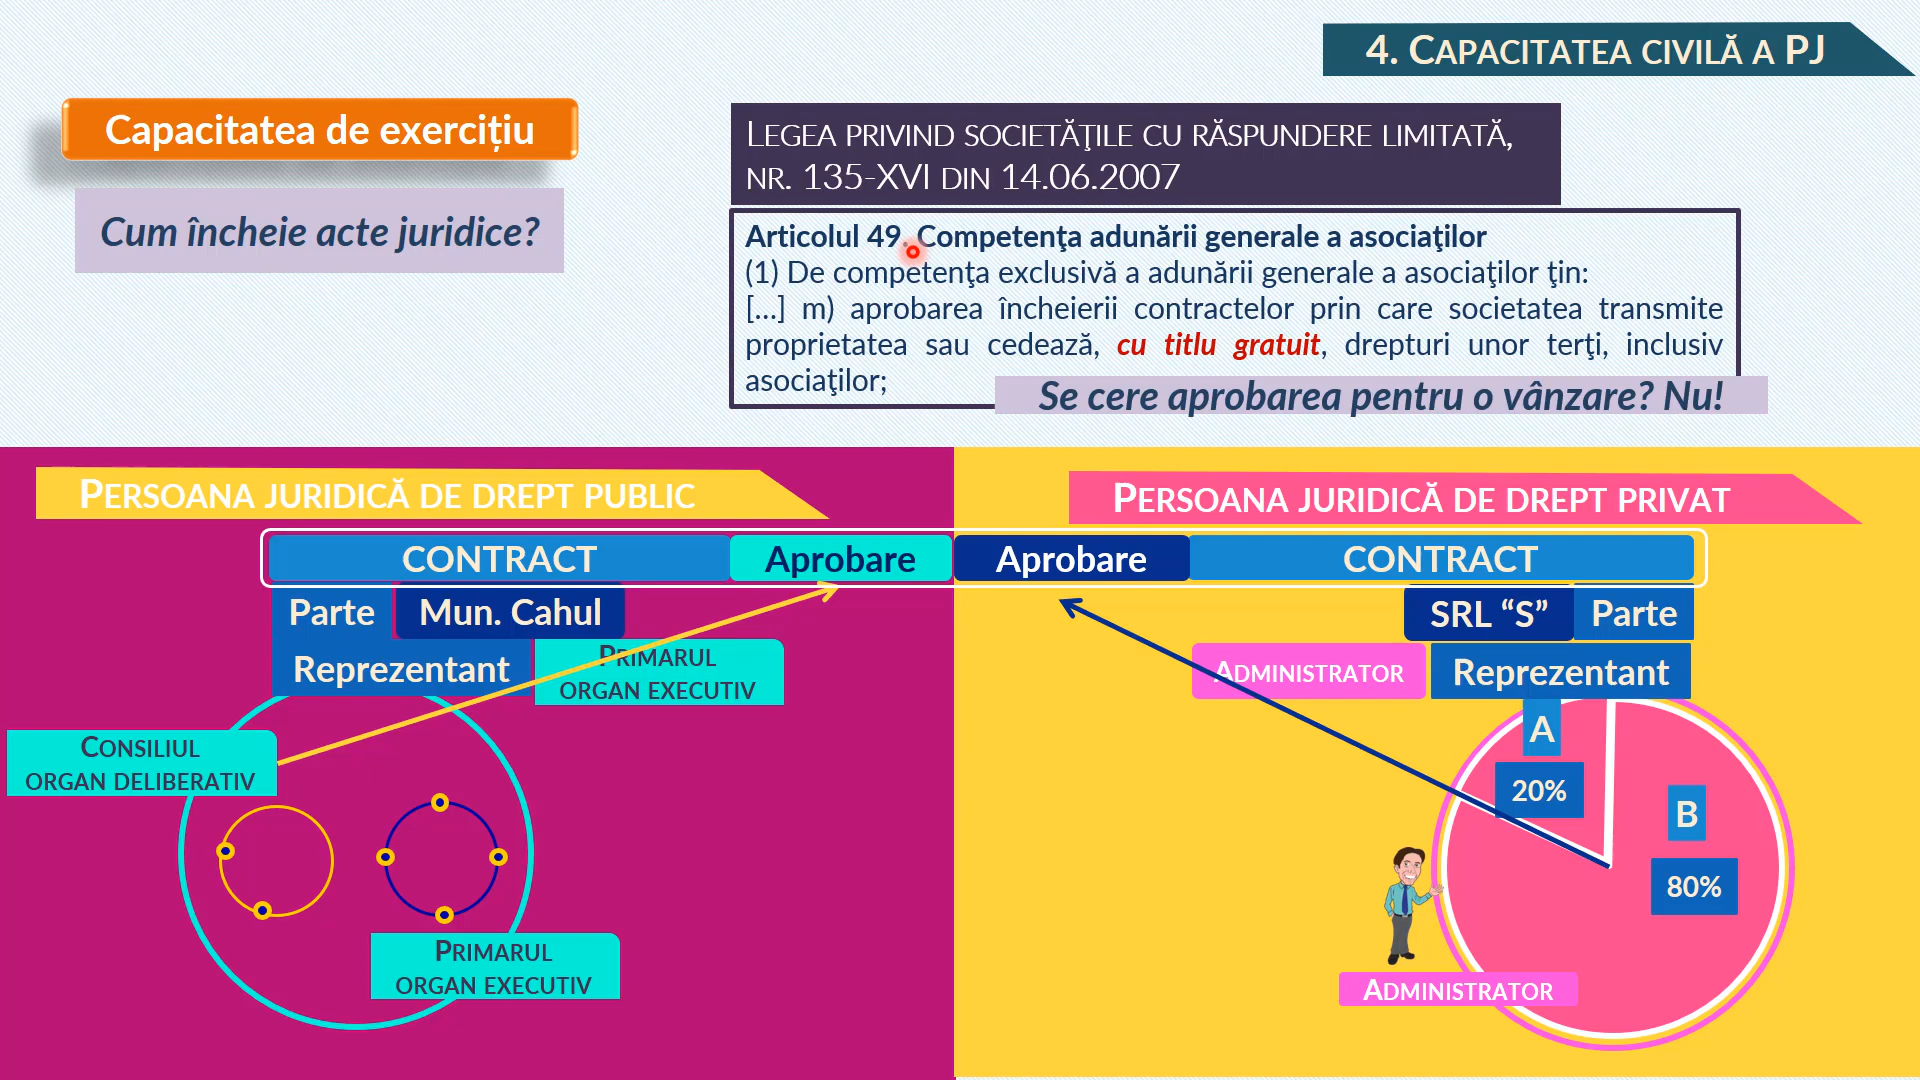 4. CAPACITATEA CIVILĂ A PJ
Capacitatea de exercițiu
Cum încheie acte juridice?
LEGEA PRIVIND SOCIETĂŢILE CU RĂSPUNDERE LIMITATĂ,
NR. 135-XVI DIN 14.06.2007
Articolul 49. Competenţa adunării generale a asociaţilor
(1) De competenţa exclusivă a adunării generale a asociaţilor ţin:
[...] m) aprobarea încheierii contractelor prin care societatea transmite
proprietatea sau cedează, cu titlu gratuit, drepturi unor terţi, inclusiv
asociaţilor;
Se cere aprobarea pentru o vânzare? Nu!
PERSOANA JURIDICĂ DE DREPT PUBLIC
CONTRACT
Aprobare
Parte
Mun. Cahul
Reprezentant
PRIMARUL
ORGAN EXECUTIV
CONSILIUL
ORGAN DELIBERATIV
PRIMARUL
ORGAN EXECUTIV
PERSOANA JURIDICĂ DE DREPT PRIVAT
Aprobare
CONTRACT
SRL “S”
Parte
ADMINISTRATOR
Reprezentant
A
20%
B
80%
ADMINISTRATOR